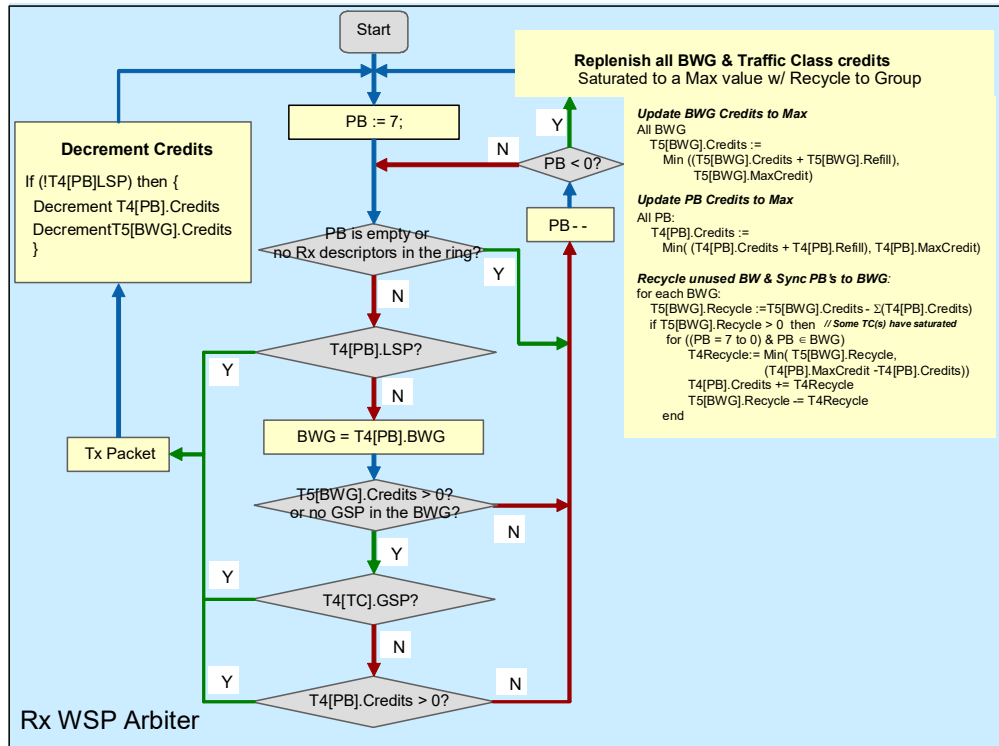 Start
Replenish all BWG & Traffic Class credits
Saturated to a Max value w/ Recycle to Group
PB := 7;
Y
N
PB < 0?
PB - -
Decrement Credits
If (!T4[PB]LSP) then {
Decrement T4[PB].Credits
DecrementT5[BWG].Credits
}
Update BWG Credits to Max
All BWG
T5[BWG].Credits :=
Min ((T5[BWG].Credits + T5[BWG].Refill),
T5[BWG].MaxCredit)
Update PB Credits to Max
All PB:
T4[PB].Credits :=
Min( (T4[PB].Credits + T4[PB].Refill), T4[PB].MaxCredit)
Recycle unused BW & Sync PB's to BWG:
for each BWG:
T5[BWG].Recycle :=T5[BWG].Credits - Σ(T4[PB].Credits)
if T5[BWG].Recycle > 0 then // Some TC(s) have saturated
for ((PB = 7 to 0) & PB ∈ BWG)
T4Recycle:= Min( T5[BWG].Recycle,
(T4[PB].MaxCredit -T4[PB].Credits))
T4[PB].Credits += T4Recycle
T5[BWG].Recycle -= T4Recycle
end
PB is empty or
no Rx descriptors in the ring?
Y
N
T4[PB].LSP?
Y
N
BWG = T4[PB].BWG
Tx Packet
T5[BWG].Credits > 0?
or no GSP in the BWG?
N
Y
T4[TC].GSP?
Y
N
T4[PB].Credits > 0?
Y
N
Rx WSP Arbiter